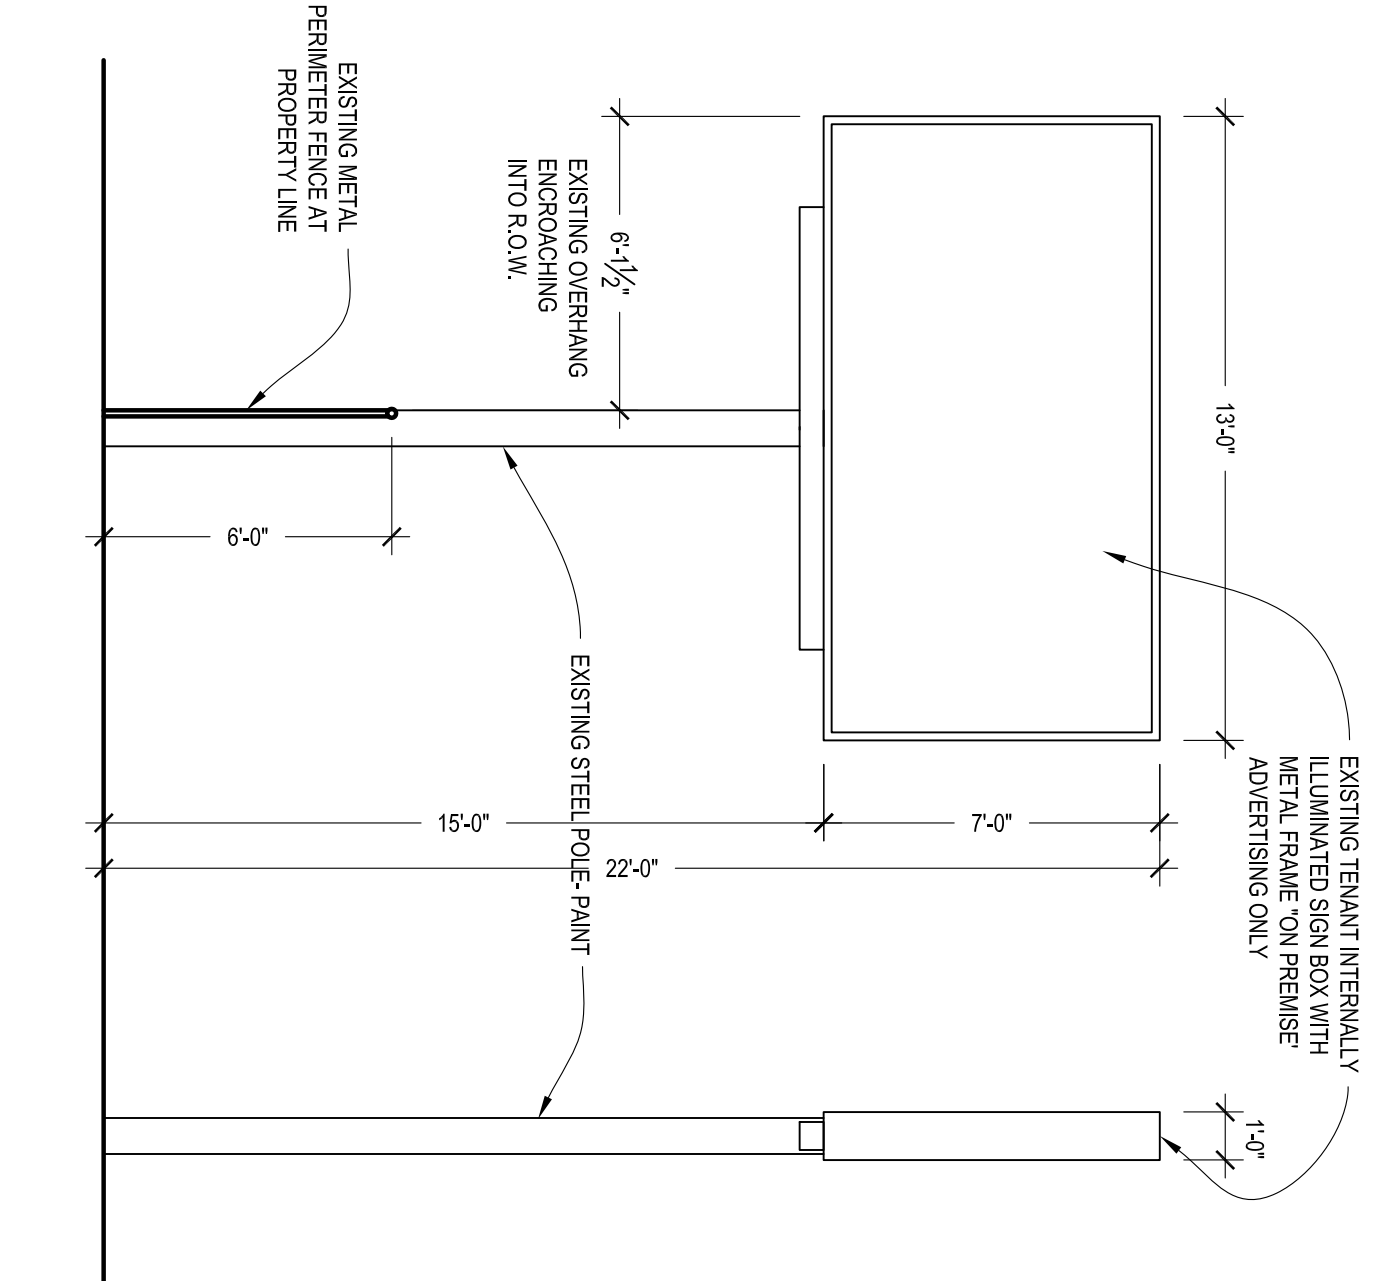 EXISTING TENANT INTERNALLY
ILLUMINATED SIGN BOX WITH
METAL FRAME "ON PREMISE'
ADVERTISING ONLY
13'-0"
1'-0"
7'-0"
15'-0"
22'-0"
6'-1 1/2"
EXISTING OVERHANG
ENCROACHING
INTO R.O.W.
EXISTING STEEL POLE- PAINT
EXISTING METAL
PERIMETER FENCE AT
PROPERTY LINE
6'-0"